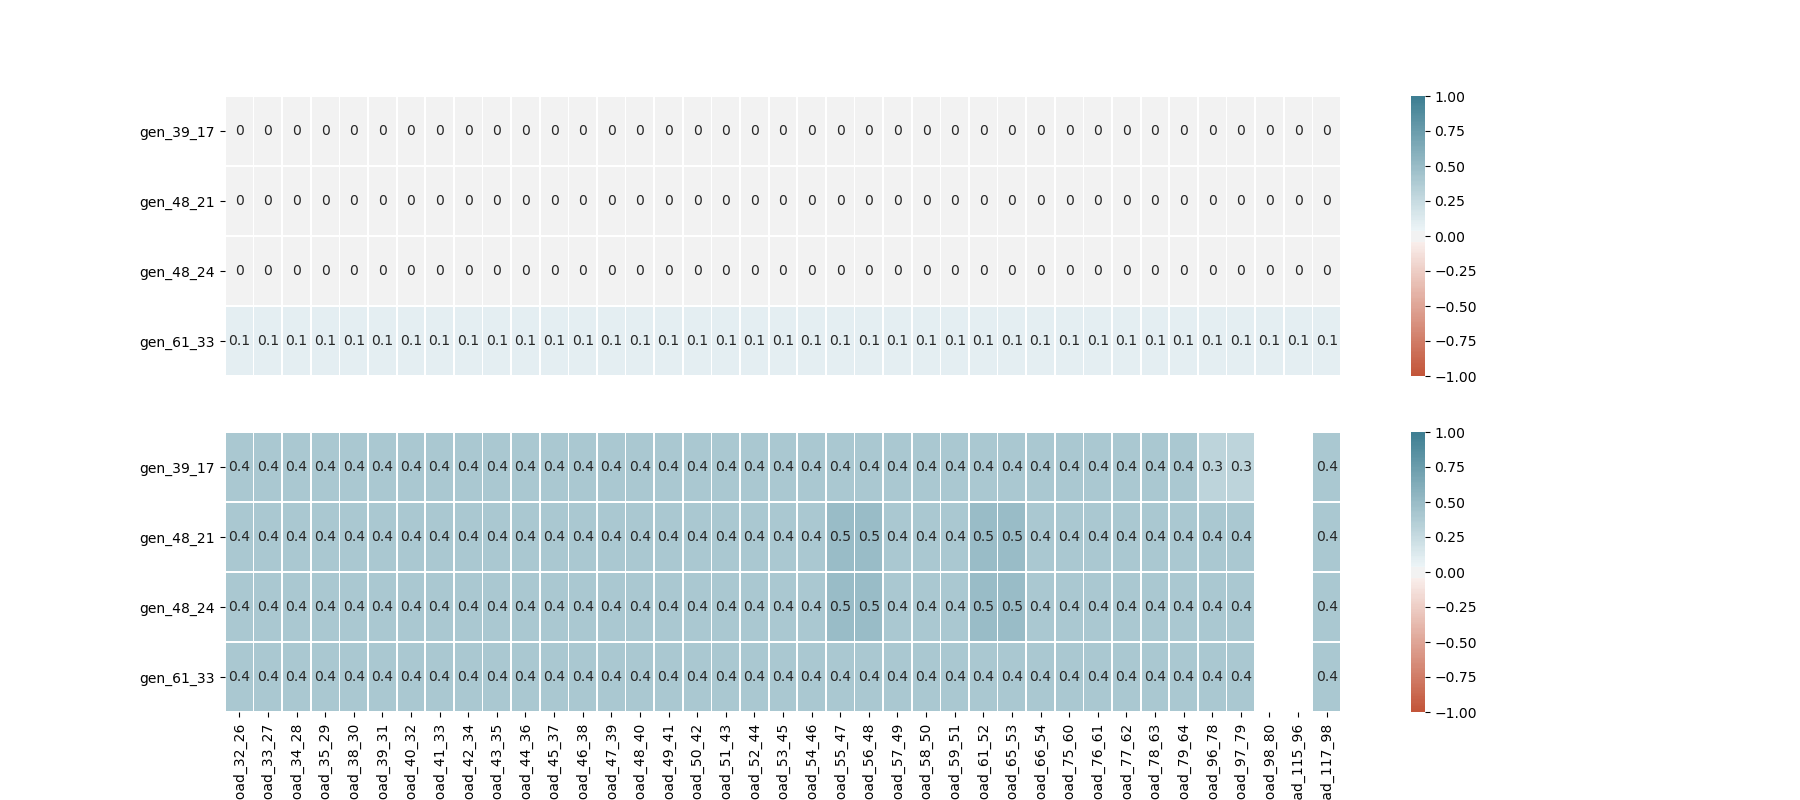 gen_39_17 0 0 0 0 0 0 0 0 0 0 0 0 0 0 0 0 0 0 0 0 0 0 0 0 0 0 0 0 0 0 0 0 0 0 0 0 0 0 0
gen_48_21 0 0 0 0 0 0 0 0 0 0 0 0 0 0 0 0 0 0 0 0 0 0 0 0 0 0 0 0 0 0 0 0 0 0 0 0 0 0 0
gen_48_24 0 0 0 0 0 0 0 0 0 0 0 0 0 0 0 0 0 0 0 0 0 0 0 0 0 0 0 0 0 0 0 0 0 0 0 0 0 0 0
gen_61_33 0.1 0.1 0.1 0.1 0.1 0.1 0.1 0.1 0.1 0.1 0.1 0.1 0.1 0.1 0.1 0.1 0.1 0.1 0.1 0.1 0.1 0.1 0.1 0.1 0.1 0.1 0.1 0.1 0.1 0.1 0.1 0.1 0.1 0.1 0.1 0.1 0.1 0.1 0.1
1.00
0.75
0.50
0.25
0.00
−0.25
−0.50
−0.75
−1.00
gen_39_17 0.4 0.4 0.4 0.4 0.4 0.4 0.4 0.4 0.4 0.4 0.4 0.4 0.4 0.4 0.4 0.4 0.4 0.4 0.4 0.4 0.4 0.4 0.4 0.4 0.4 0.4 0.4 0.4 0.4 0.4 0.4 0.4 0.4 0.4 0.3 0.3 0.4
gen_48_21 0.4 0.4 0.4 0.4 0.4 0.4 0.4 0.4 0.4 0.4 0.4 0.4 0.4 0.4 0.4 0.4 0.4 0.4 0.4 0.4 0.4 0.5 0.5 0.4 0.4 0.4 0.5 0.5 0.4 0.4 0.4 0.4 0.4 0.4 0.4 0.4 0.4
gen_48_24 0.4 0.4 0.4 0.4 0.4 0.4 0.4 0.4 0.4 0.4 0.4 0.4 0.4 0.4 0.4 0.4 0.4 0.4 0.4 0.4 0.4 0.5 0.5 0.4 0.4 0.4 0.5 0.5 0.4 0.4 0.4 0.4 0.4 0.4 0.4 0.4 0.4
gen_61_33 0.4 0.4 0.4 0.4 0.4 0.4 0.4 0.4 0.4 0.4 0.4 0.4 0.4 0.4 0.4 0.4 0.4 0.4 0.4 0.4 0.4 0.4 0.4 0.4 0.4 0.4 0.4 0.4 0.4 0.4 0.4 0.4 0.4 0.4 0.4 0.4 0.4
1.00
0.75
0.50
0.25
0.00
−0.25
−0.50
−0.75
−1.00
oad_32_26
oad_33_27
oad_34_28
oad_35_29
oad_38_30
oad_39_31
oad_40_32
oad_41_33
oad_42_34
oad_43_35
oad_44_36
oad_45_37
oad_46_38
oad_47_39
oad_48_40
oad_49_41
oad_50_42
oad_51_43
oad_52_44
oad_53_45
oad_54_46
oad_55_47
oad_56_48
oad_57_49
oad_58_50
oad_59_51
oad_61_52
oad_65_53
oad_66_54
oad_75_60
oad_76_61
oad_77_62
oad_78_63
oad_79_64
oad_96_78
oad_97_79
oad_98_80
ad_115_96
ad_117_98